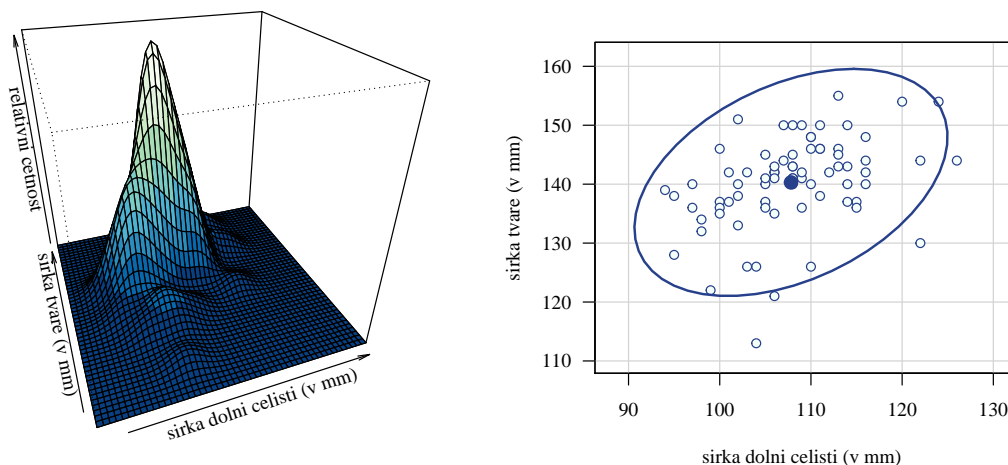 relativni cetnost
sirka tvare (v mm)
sirka dolni celisti (v mm)
sirka tvare (v mm)
160
150
140
130
120
110
90
100
110
120
130
sirka dolni celisti (v mm)